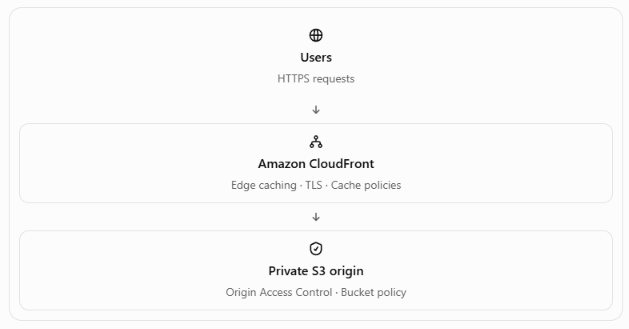 Users
HTTPS requests
Amazon CloudFront
Edge caching · TLS · Cache policies
Private S3 origin
Origin Access Control · Bucket policy